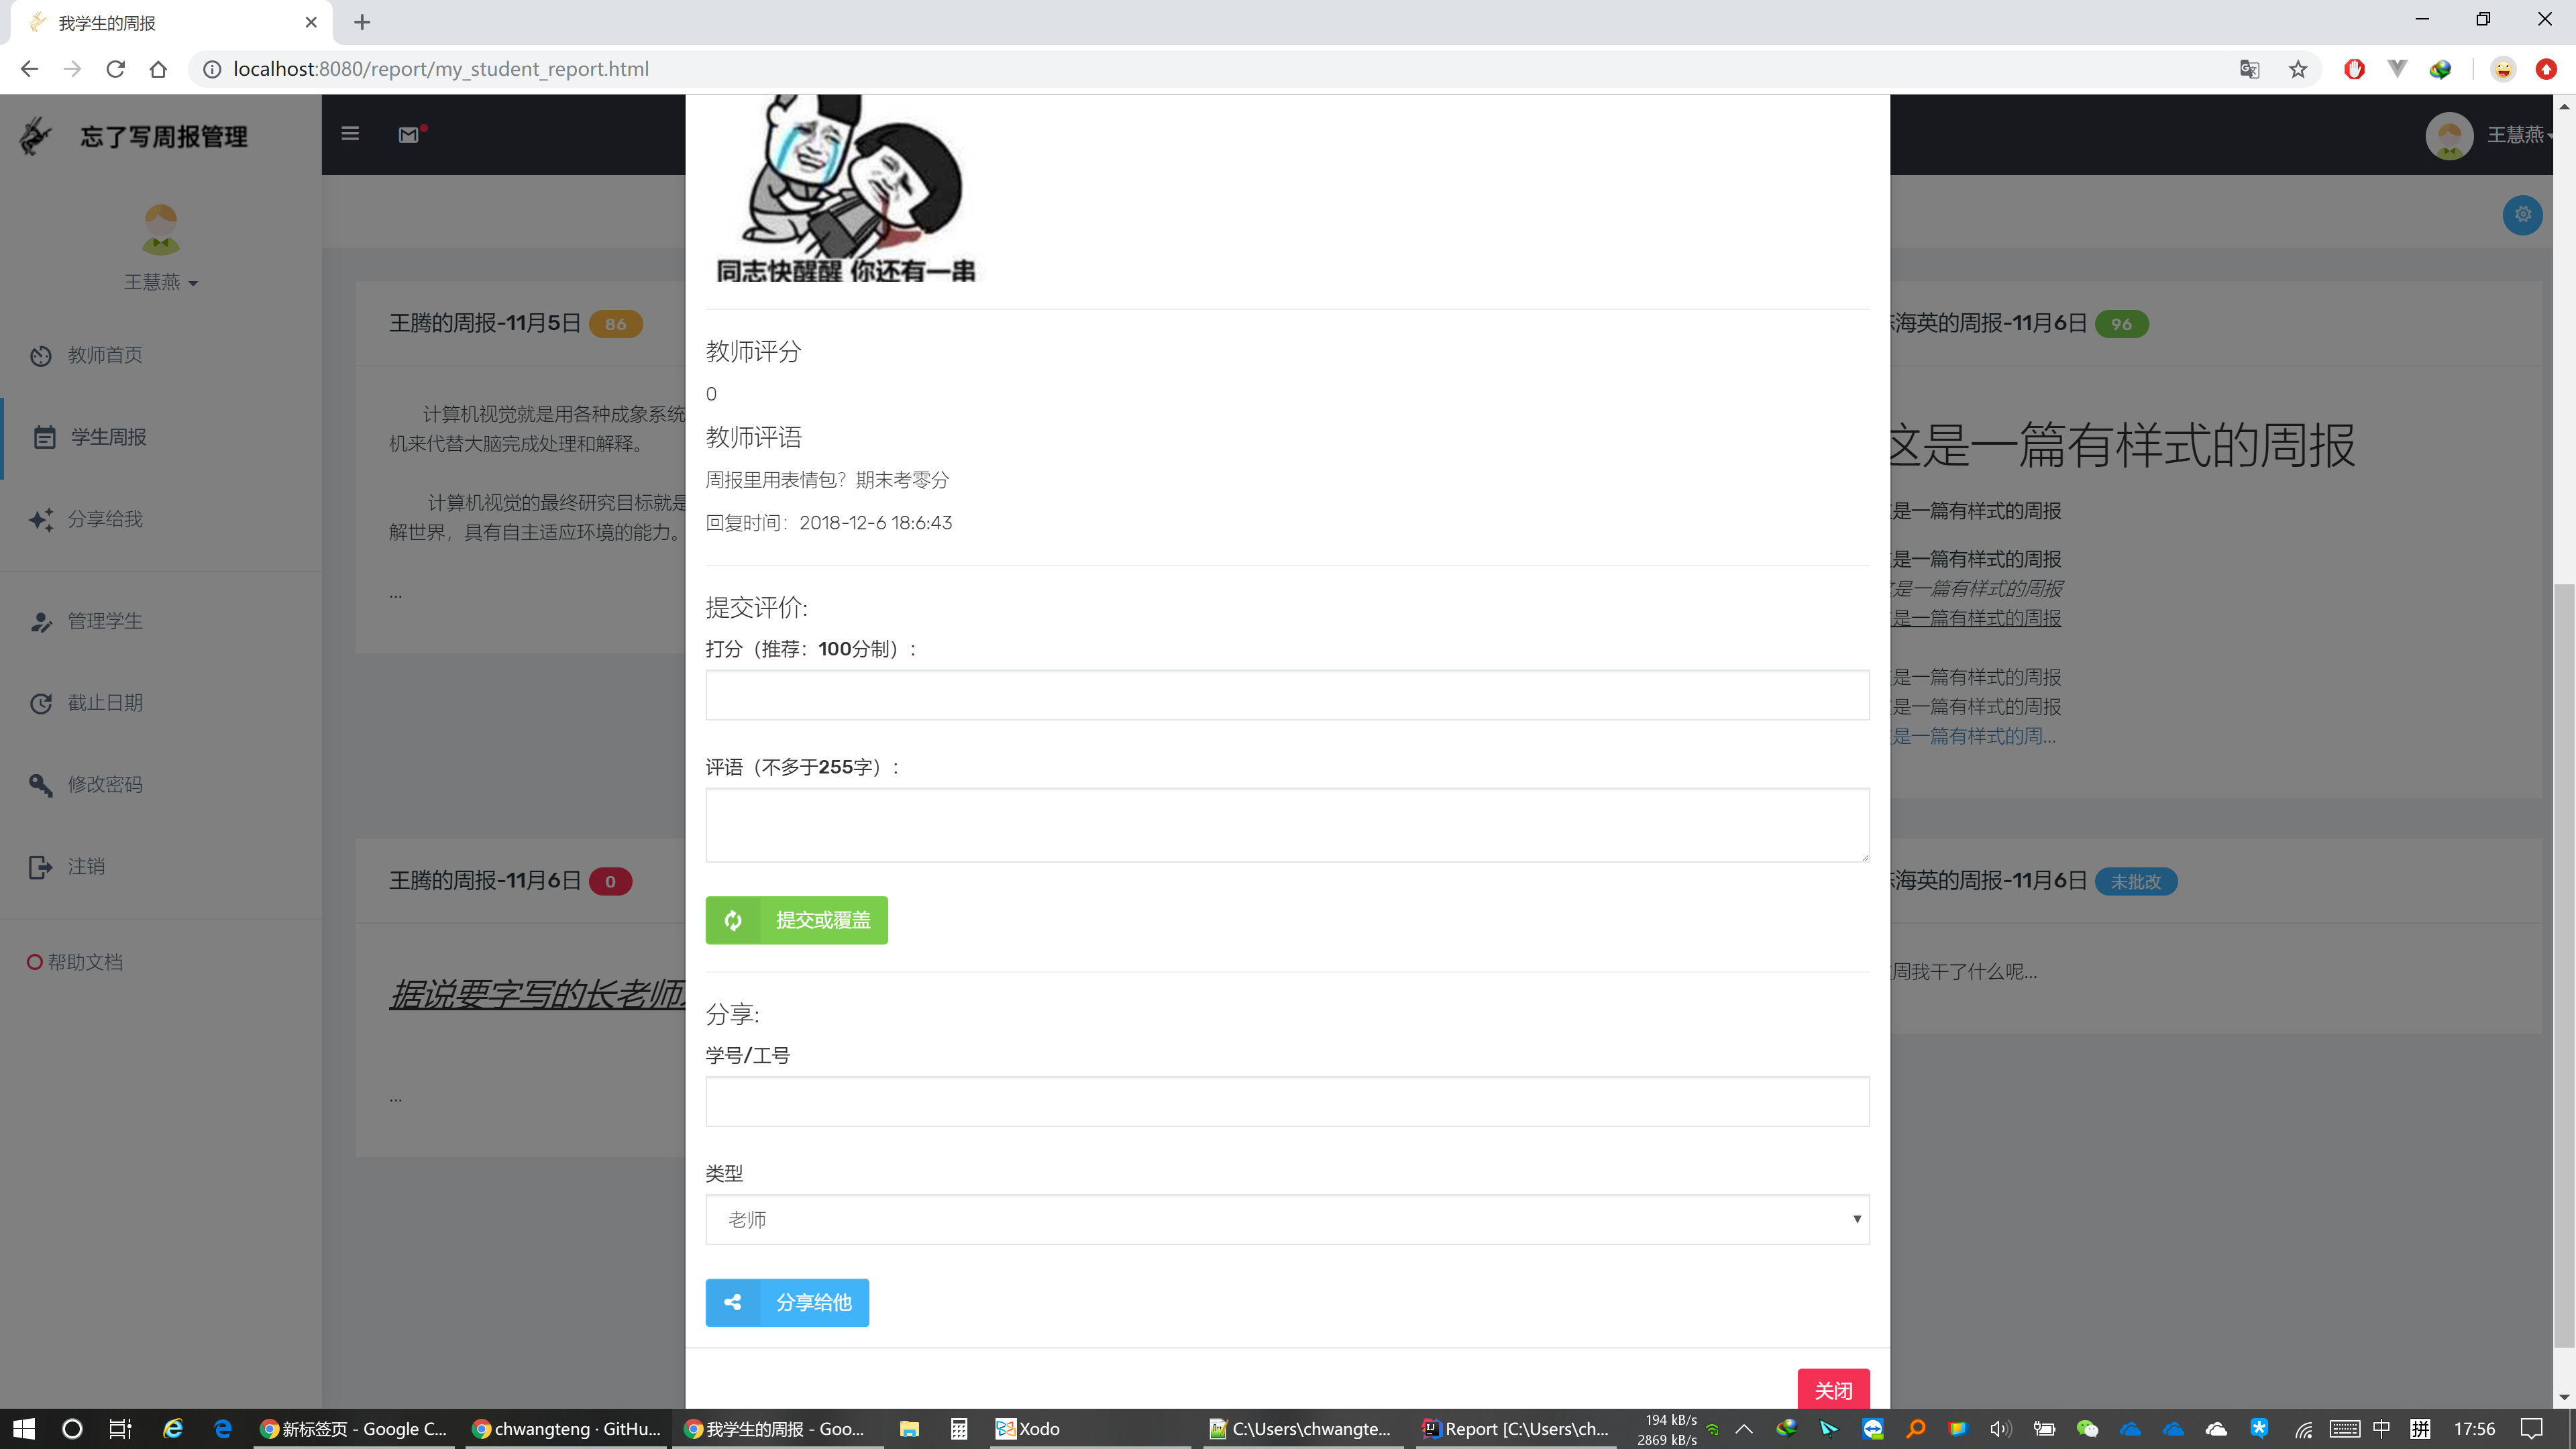 我学生的周报
localhost:8080/report/my_student_report.html
忘了写周报管理
王慧燕
王慧燕
教师首页
学生周报
分享给我
管理学生
截止日期
修改密码
注销
帮助文档
王腾的周报-11月5日 86
计算机视觉就是用各种成象系统
机来代替大脑完成处理和解释。
计算机视觉的最终研究目标就是
解世界，具有自主适应环境的能力。
...
王腾的周报-11月6日 0
据说要字写的长老师
...
同志快醒醒 你还有一串
教师评分
0
教师评语
周报里用表情包？期末考零分
回复时间：2018-12-6 18:6:43
提交评价:
打分（推荐：100分制）:
评语（不多于255字）:
提交或覆盖
分享:
学号/工号
类型
老师
分享给他
关闭
海英的周报-11月6日 96
这是一篇有样式的周报
是一篇有样式的周报
是一篇有样式的周报
是一篇有样式的周报
是一篇有样式的周报
是一篇有样式的周报
是一篇有样式的周报
是一篇有样式的周...
海英的周报-11月6日 未批改
周我干了什么呢...
新标签页 - Google C...
chwangteng · GitHu...
我学生的周报 - Goo...
Xodo
C:\Users\chwangte...
Report [C:\Users\ch...
194 kB/s
2869 kB/s
中
拼
17:56